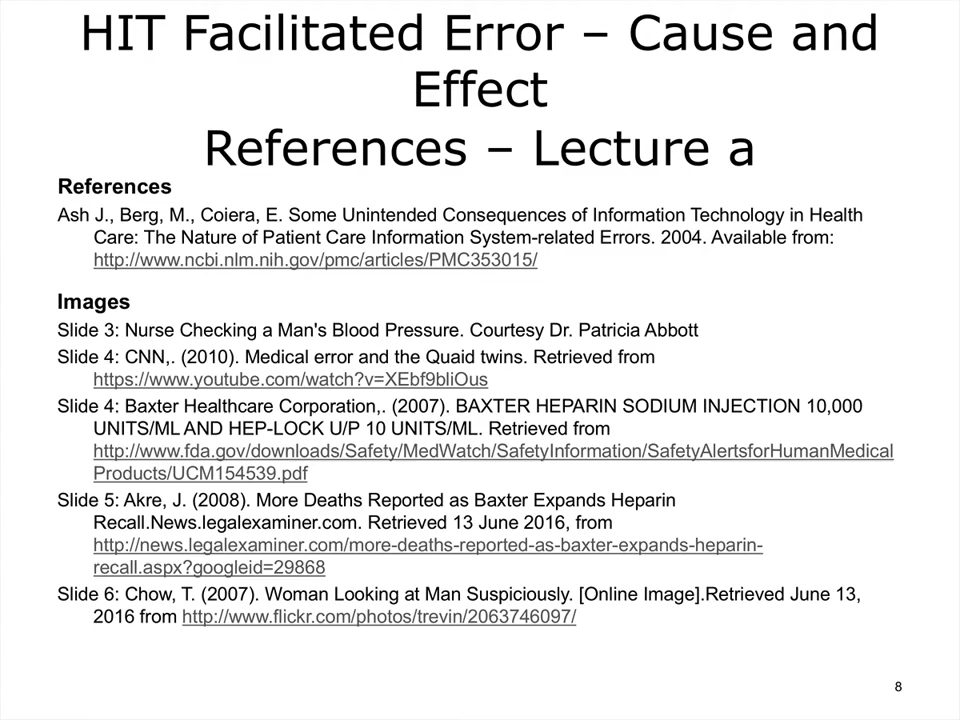 HIT Facilitated Error – Cause and
Effect
References – Lecture a
References
Ash J., Berg, M., Coiera, E. Some Unintended Consequences of Information Technology in Health
Care: The Nature of Patient Care Information System-related Errors. 2004. Available from:
http://www.ncbi.nlm.nih.gov/pmc/articles/PMC353015/
Images
Slide 3: Nurse Checking a Man's Blood Pressure. Courtesy Dr. Patricia Abbott
Slide 4: CNN,. (2010). Medical error and the Quaid twins. Retrieved from
https://www.youtube.com/watch?v=XEbf9bliOus
Slide 4: Baxter Healthcare Corporation,. (2007). BAXTER HEPARIN SODIUM INJECTION 10,000
UNITS/ML AND HEP-LOCK U/P 10 UNITS/ML. Retrieved from
http://www.fda.gov/downloads/Safety/MedWatch/SafetyInformation/SafetyAlertsforHumanMedical
Products/UCM154539.pdf
Slide 5: Akre, J. (2008). More Deaths Reported as Baxter Expands Heparin
Recall.News.legalexaminer.com. Retrieved 13 June 2016, from
http://news.legalexaminer.com/more-deaths-reported-as-baxter-expands-heparin-
recall.aspx?googleid=29868
Slide 6: Chow, T. (2007). Woman Looking at Man Suspiciously. [Online Image].Retrieved June 13,
2016 from http://www.flickr.com/photos/trevin/2063746097/
8